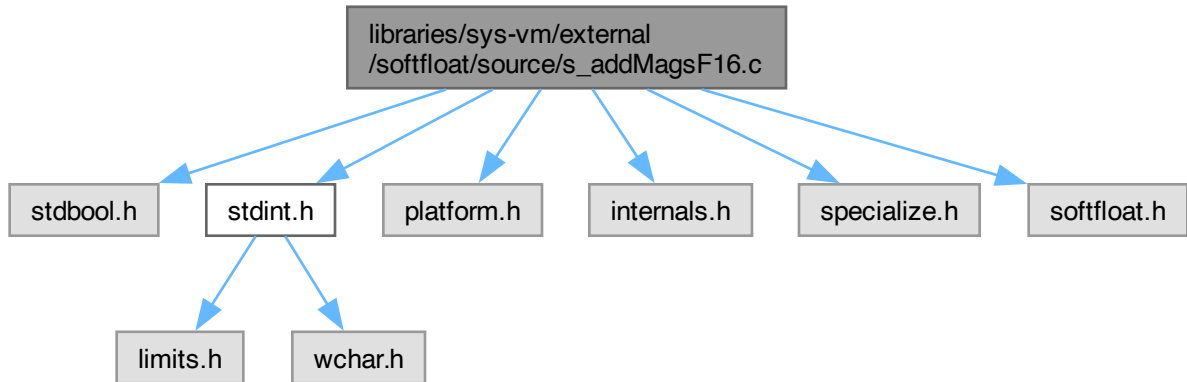 libraries/sys-vm/external
/softfloat/source/s_addMagsF16.c
stdbool.h
stdint.h
platform.h
internals.h
specialize.h
softfloat.h
limits.h
wchar.h